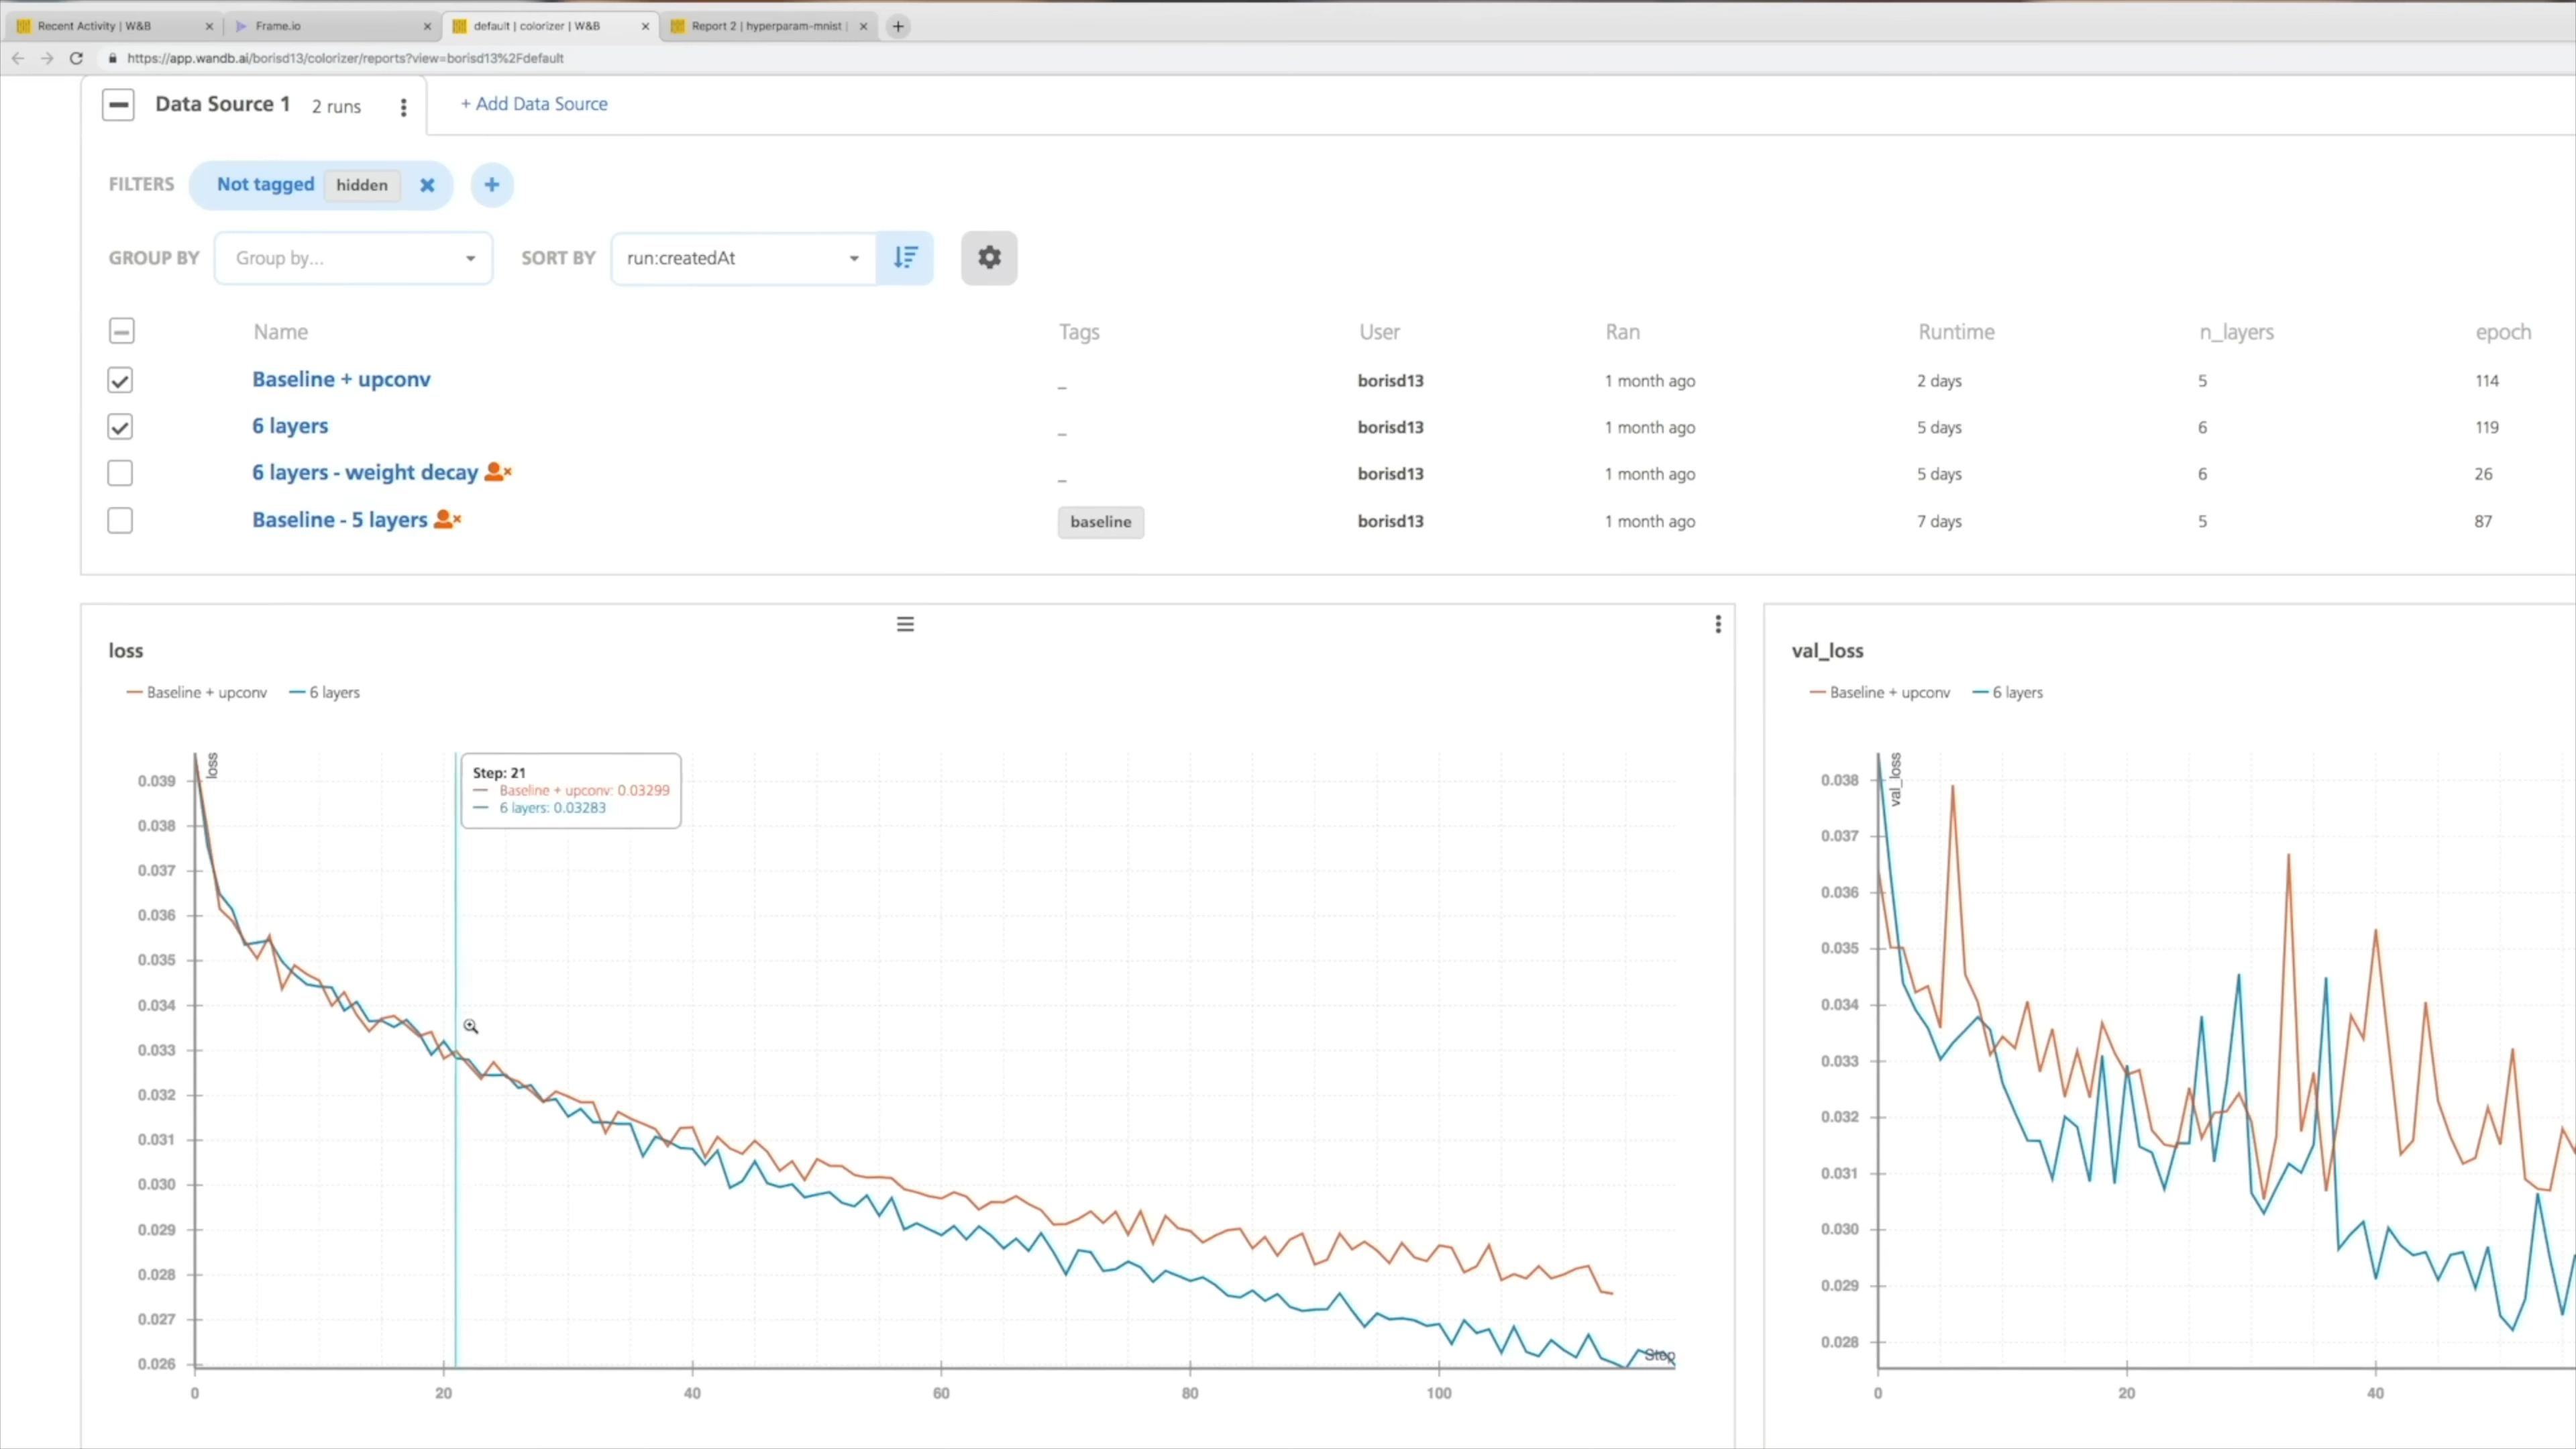 Recent Activity | W&B
Frame.io
default | colorizer | W&B
Report 2 | hyperparam-mnist |
https://app.wandb.ai/borisd13/colorizer/reports?view=borisd13%2Fdefault
Data Source 1 2 runs + Add Data Source
FILTERS Not tagged hidden
GROUP BY Group by... SORT BY run:createdAt
Name Tags User Ran Runtime n_layers epoch
Baseline + upconv _ borisd13 1 month ago 2 days 5 114
6 layers _ borisd13 1 month ago 5 days 6 119
6 layers - weight decay _ borisd13 1 month ago 5 days 6 26
Baseline - 5 layers baseline borisd13 1 month ago 7 days 5 87
loss
Baseline + upconv 6 layers
loss
Step: 21
Baseline + upconv: 0.03299
6 layers: 0.03283
0.039
0.038
0.037
0.036
0.035
0.034
0.033
0.032
0.031
0.030
0.029
0.028
0.027
0.026
Step
0 20 40 60 80 100
val_loss
Baseline + upconv 6 layers
val_loss
0.038
0.037
0.036
0.035
0.034
0.033
0.032
0.031
0.030
0.029
0.028
0 20 40